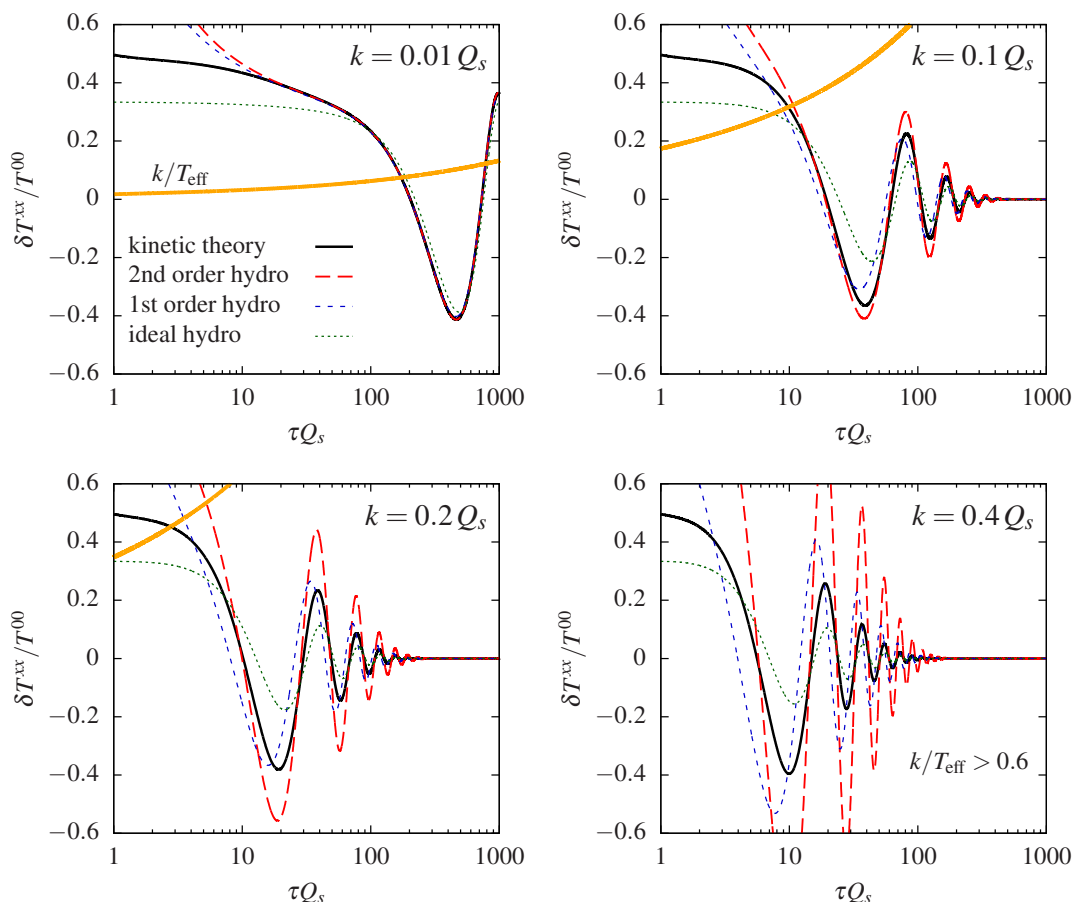 k = 0.01 Q_s
δT^{xx}/T^{00}
0.6
0.4
0.2
0
−0.2
−0.4
−0.6
k/T_eff
kinetic theory
2nd order hydro
1st order hydro
ideal hydro
1 10 100 1000
τQ_s
k = 0.1 Q_s
δT^{xx}/T^{00}
0.6
0.4
0.2
0
−0.2
−0.4
−0.6
1 10 100 1000
τQ_s
k = 0.2 Q_s
δT^{xx}/T^{00}
0.6
0.4
0.2
0
−0.2
−0.4
−0.6
1 10 100 1000
τQ_s
k = 0.4 Q_s
δT^{xx}/T^{00}
0.6
0.4
0.2
0
−0.2
−0.4
−0.6
k/T_eff > 0.6
1 10 100 1000
τQ_s